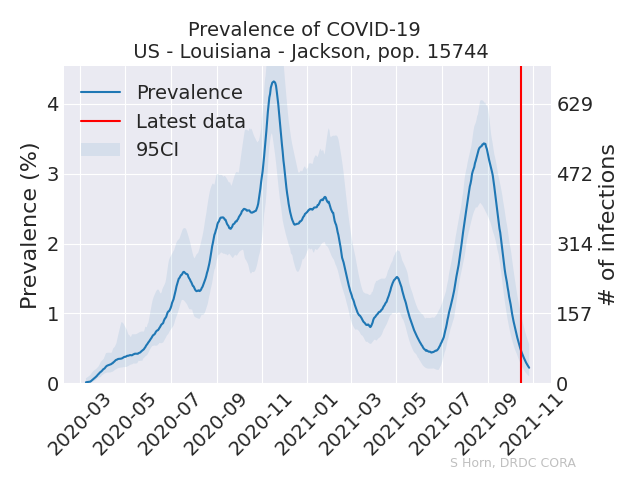 Prevalence of COVID-19
US - Louisiana - Jackson, pop. 15744
Prevalence
Latest data
95CI
Prevalence (%)
4
3
2
1
0
# of infections
629
472
314
157
0
2020-03
2020-05
2020-07
2020-09
2020-11
2021-01
2021-03
2021-05
2021-07
2021-09
2021-11
S Horn, DRDC CORA